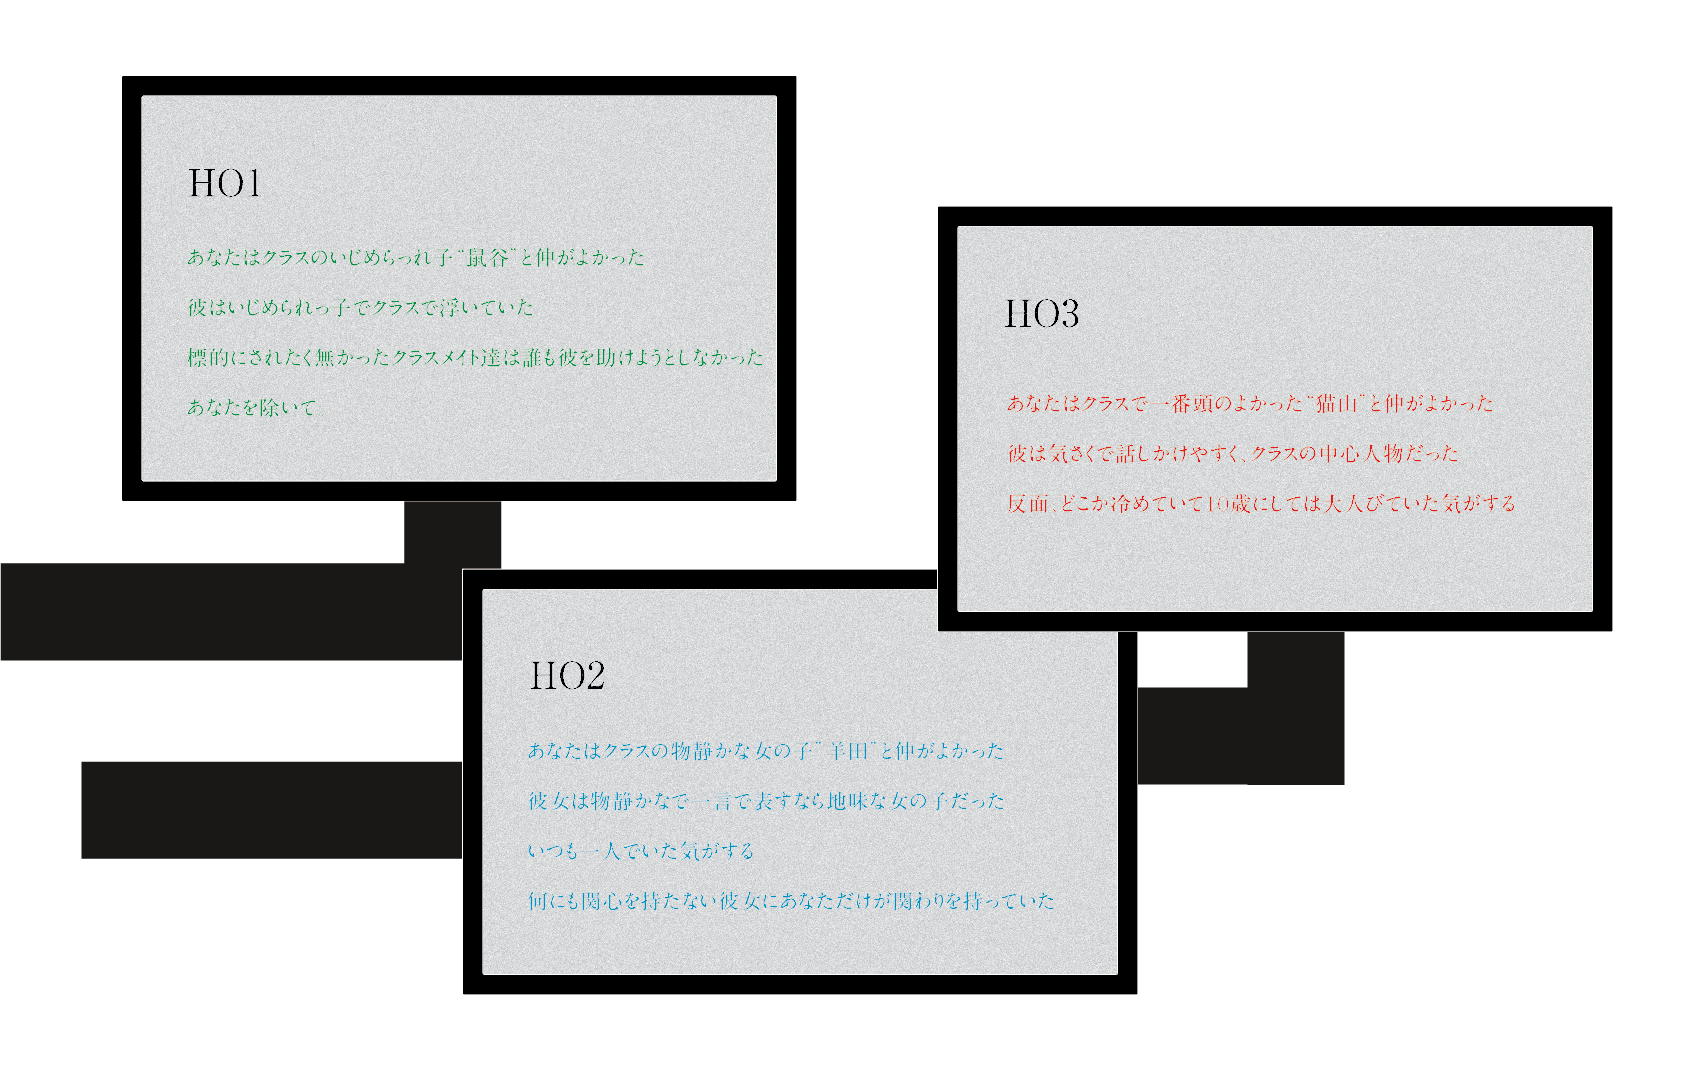 HO1
あなたはクラスのいじめらっれ子“鼠谷”と仲がよかった
彼はいじめられっ子でクラスで浮いていた
標的にされたく無かったクラスメイト達は誰も彼を助けようとしなかった
あなたを除いて
HO2
あなたはクラスの物静かな女の子“羊田”と仲がよかった
彼女は物静かなで一言で表すなら地味な女の子だった
いつも一人でいた気がする
何にも関心を持たない彼女にあなただけが関わりを持っていた
HO3
あなたはクラスで一番頭のよかった“猫山”と仲がよかった
彼は気さくで話しかけやすく、クラスの中心人物だった
反面、どこか冷めていて10歳にしては大人びていた気がする